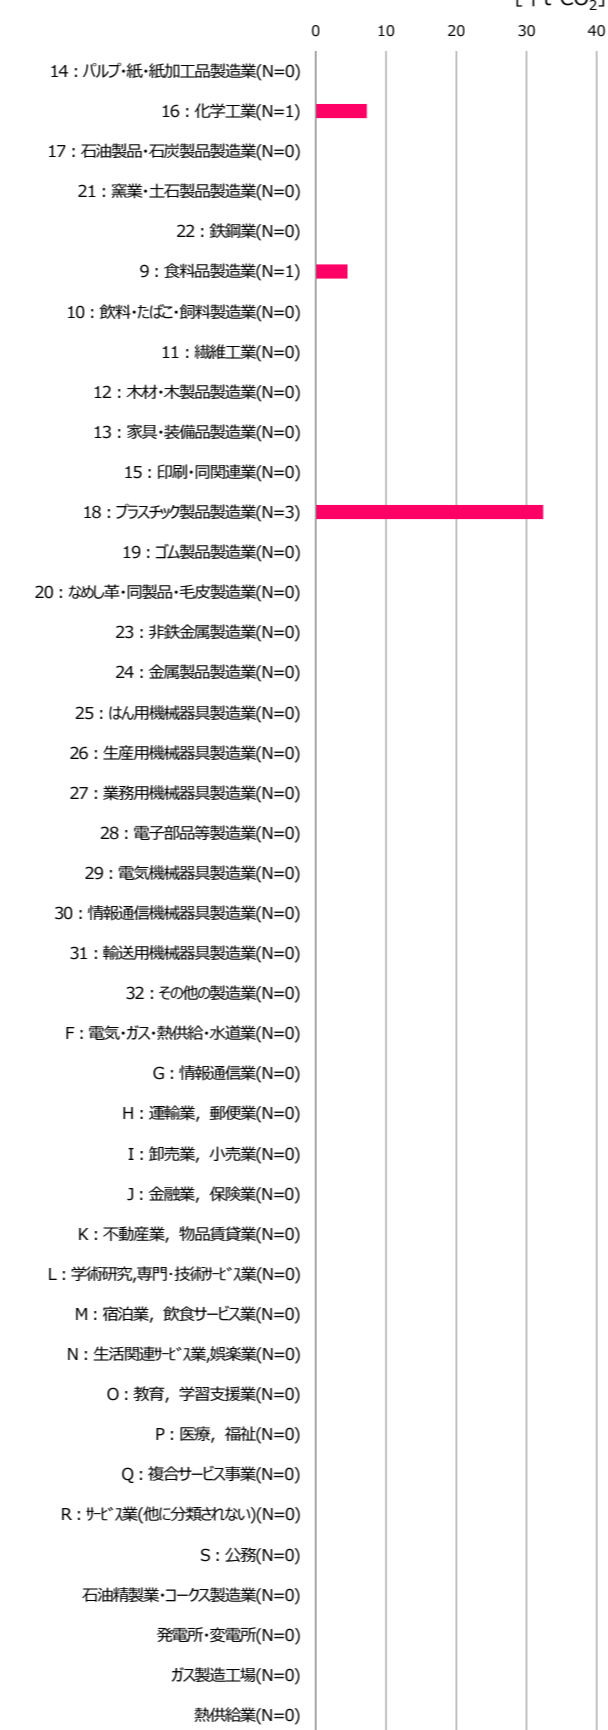 [千t-CO2]
0 10 20 30 40
14：パルプ・紙・紙加工品製造業(N=0)
16：化学工業(N=1)
17：石油製品・石炭製品製造業(N=0)
21：窯業・土石製品製造業(N=0)
22：鉄鋼業(N=0)
9：食料品製造業(N=1)
10：飲料・たばこ・飼料製造業(N=0)
11：繊維工業(N=0)
12：木材・木製品製造業(N=0)
13：家具・装備品製造業(N=0)
15：印刷・同関連業(N=0)
18：プラスチック製品製造業(N=3)
19：ゴム製品製造業(N=0)
20：なめし革・同製品・毛皮製造業(N=0)
23：非鉄金属製造業(N=0)
24：金属製品製造業(N=0)
25：はん用機械器具製造業(N=0)
26：生産用機械器具製造業(N=0)
27：業務用機械器具製造業(N=0)
28：電子部品等製造業(N=0)
29：電気機械器具製造業(N=0)
30：情報通信機械器具製造業(N=0)
31：輸送用機械器具製造業(N=0)
32：その他の製造業(N=0)
F：電気・ガス・熱供給・水道業(N=0)
G：情報通信業(N=0)
H：運輸業，郵便業(N=0)
I：卸売業，小売業(N=0)
J：金融業，保険業(N=0)
K：不動産業，物品賃貸業(N=0)
L：学術研究,専門・技術ｻｰﾋﾞｽ業(N=0)
M：宿泊業，飲食サービス業(N=0)
N：生活関連ｻｰﾋﾞｽ業,娯楽業(N=0)
O：教育，学習支援業(N=0)
P：医療，福祉(N=0)
Q：複合サービス事業(N=0)
R：ｻｰﾋﾞｽ業(他に分類されない)(N=0)
S：公務(N=0)
石油精製業・コークス製造業(N=0)
発電所・変電所(N=0)
ガス製造工場(N=0)
熱供給業(N=0)